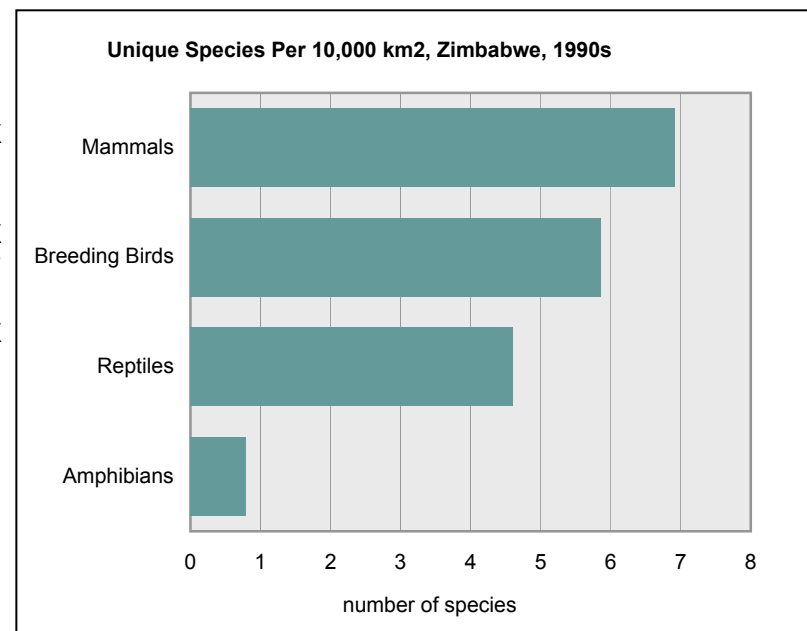 Unique Species Per 10,000 km2, Zimbabwe, 1990s
Mammals
Breeding Birds
Reptiles
Amphibians
0 1 2 3 4 5 6 7 8
number of species